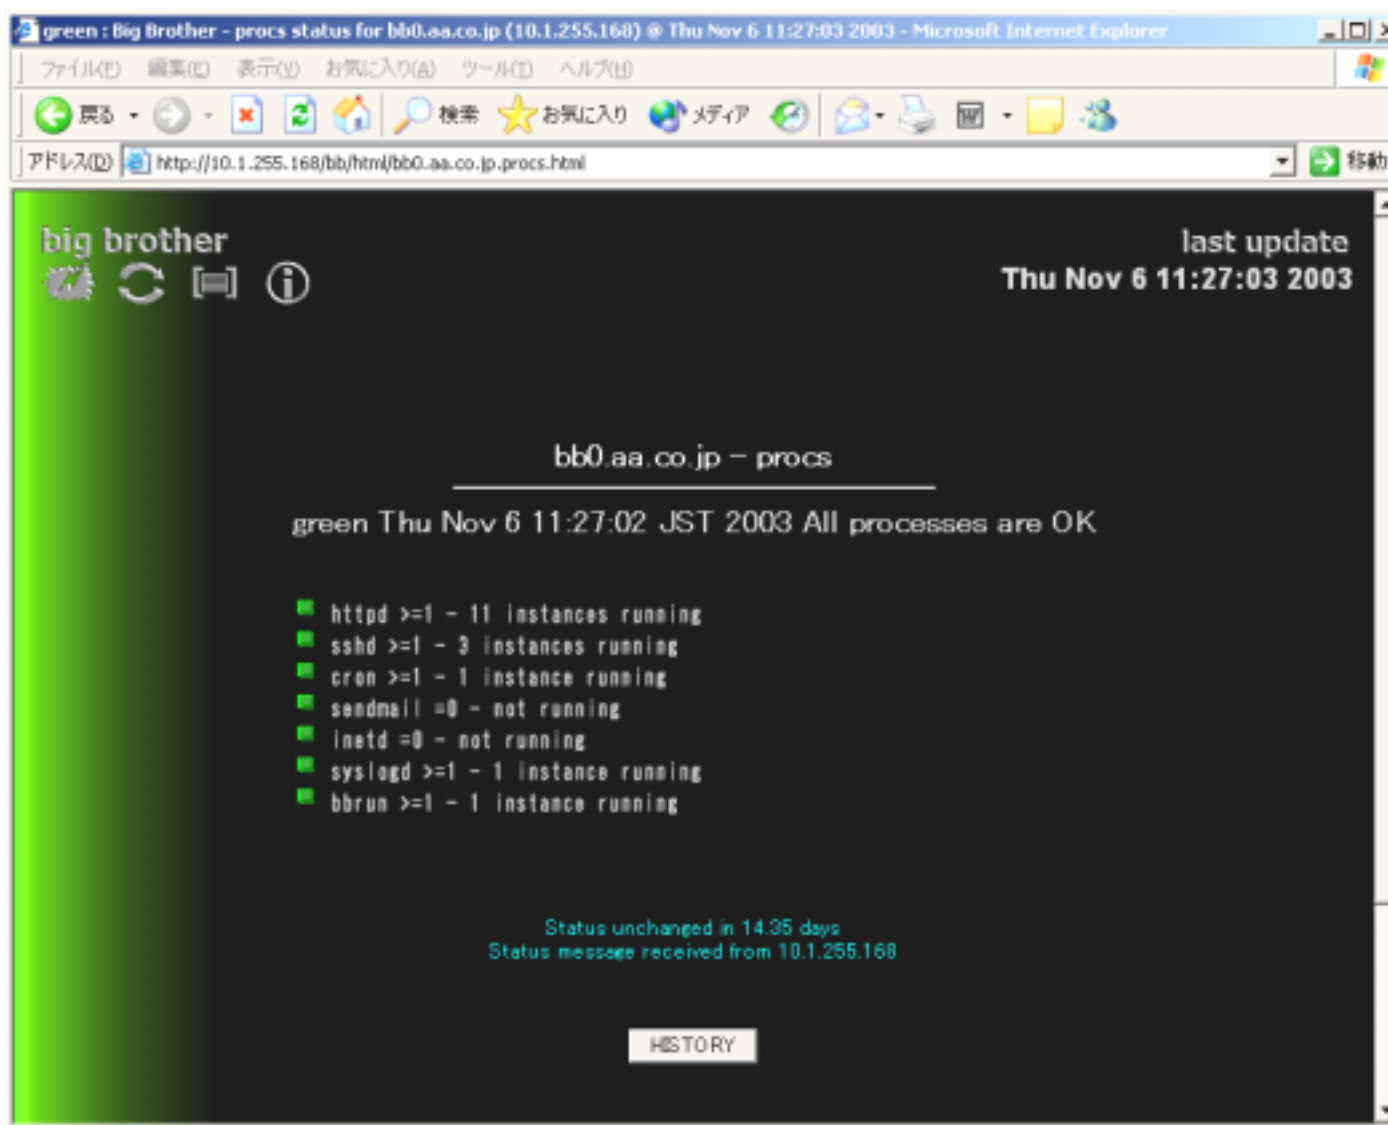 green : Big Brother - procs status for bb0.aa.co.jp (10.1.255.168) @ Thu Nov 6 11:27:03 2003 - Microsoft Internet Explorer
ファイル(F) 編集(E) 表示(V) お気に入り(A) ツール(T) ヘルプ(H)
戻る 検索 お気に入り メディア
アドレス(D) http://10.1.255.168/bb/html/bb0.aa.co.jp.procs.html 移動
big brother
last update
Thu Nov 6 11:27:03 2003
bb0.aa.co.jp - procs
green Thu Nov 6 11:27:02 JST 2003 All processes are OK
httpd >=1 - 11 instances running
sshd >=1 - 3 instances running
cron >=1 - 1 instance running
sendmail =0 - not running
inetd =0 - not running
syslogd >=1 - 1 instance running
bbrun >=1 - 1 instance running
Status unchanged in 14.35 days
Status message received from 10.1.255.168
HISTORY